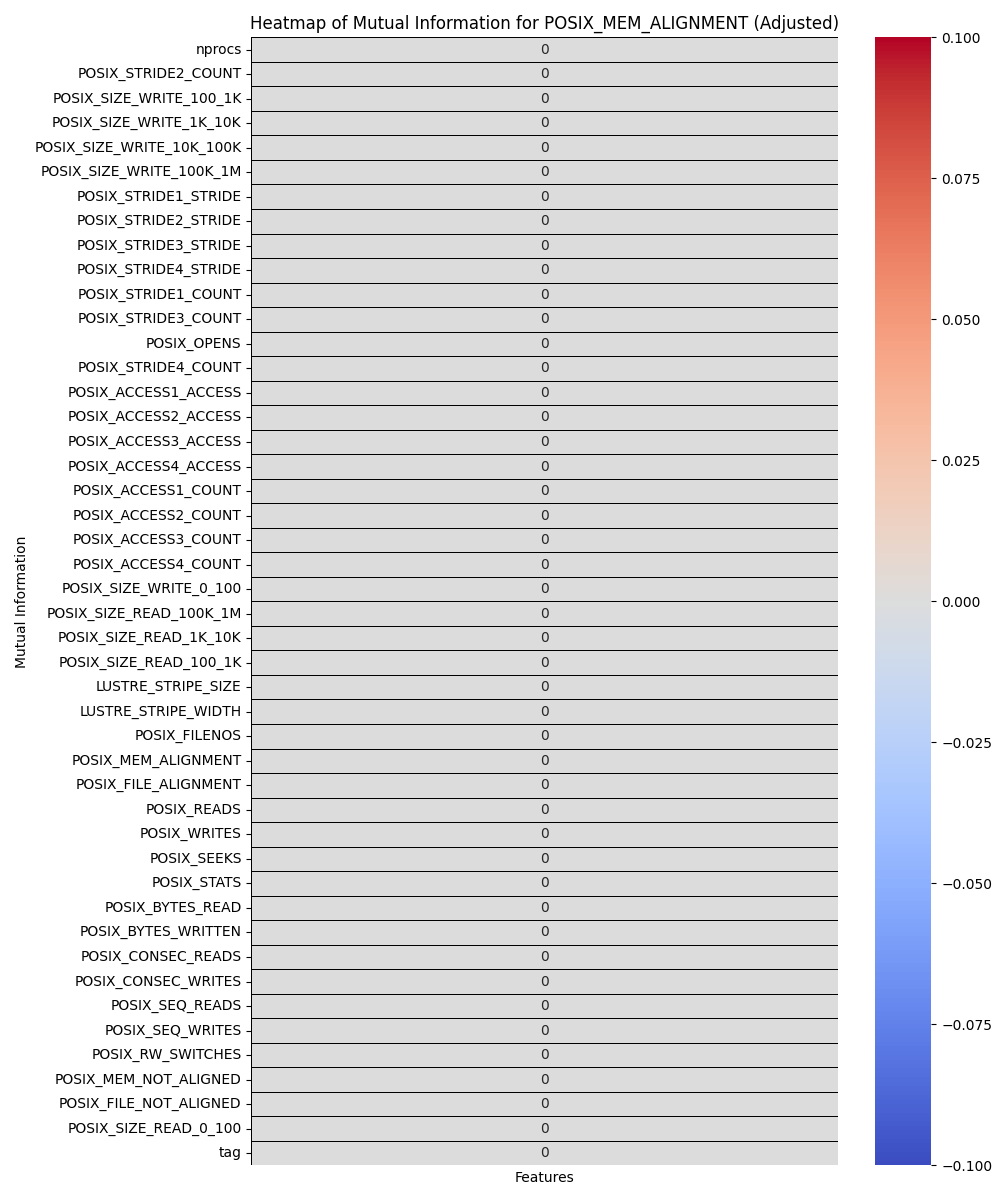 Heatmap of Mutual Information for POSIX_MEM_ALIGNMENT (Adjusted)
nprocs 0
POSIX_STRIDE2_COUNT 0
POSIX_SIZE_WRITE_100_1K 0
POSIX_SIZE_WRITE_1K_10K 0
POSIX_SIZE_WRITE_10K_100K 0
POSIX_SIZE_WRITE_100K_1M 0
POSIX_STRIDE1_STRIDE 0
POSIX_STRIDE2_STRIDE 0
POSIX_STRIDE3_STRIDE 0
POSIX_STRIDE4_STRIDE 0
POSIX_STRIDE1_COUNT 0
POSIX_STRIDE3_COUNT 0
POSIX_OPENS 0
POSIX_STRIDE4_COUNT 0
POSIX_ACCESS1_ACCESS 0
POSIX_ACCESS2_ACCESS 0
POSIX_ACCESS3_ACCESS 0
POSIX_ACCESS4_ACCESS 0
POSIX_ACCESS1_COUNT 0
POSIX_ACCESS2_COUNT 0
POSIX_ACCESS3_COUNT 0
POSIX_ACCESS4_COUNT 0
POSIX_SIZE_WRITE_0_100 0
POSIX_SIZE_READ_100K_1M 0
POSIX_SIZE_READ_1K_10K 0
POSIX_SIZE_READ_100_1K 0
LUSTRE_STRIPE_SIZE 0
LUSTRE_STRIPE_WIDTH 0
POSIX_FILENOS 0
POSIX_MEM_ALIGNMENT 0
POSIX_FILE_ALIGNMENT 0
POSIX_READS 0
POSIX_WRITES 0
POSIX_SEEKS 0
POSIX_STATS 0
POSIX_BYTES_READ 0
POSIX_BYTES_WRITTEN 0
POSIX_CONSEC_READS 0
POSIX_CONSEC_WRITES 0
POSIX_SEQ_READS 0
POSIX_SEQ_WRITES 0
POSIX_RW_SWITCHES 0
POSIX_MEM_NOT_ALIGNED 0
POSIX_FILE_NOT_ALIGNED 0
POSIX_SIZE_READ_0_100 0
tag 0
Mutual Information
Features
0.100
0.075
0.050
0.025
0.000
−0.025
−0.050
−0.075
−0.100